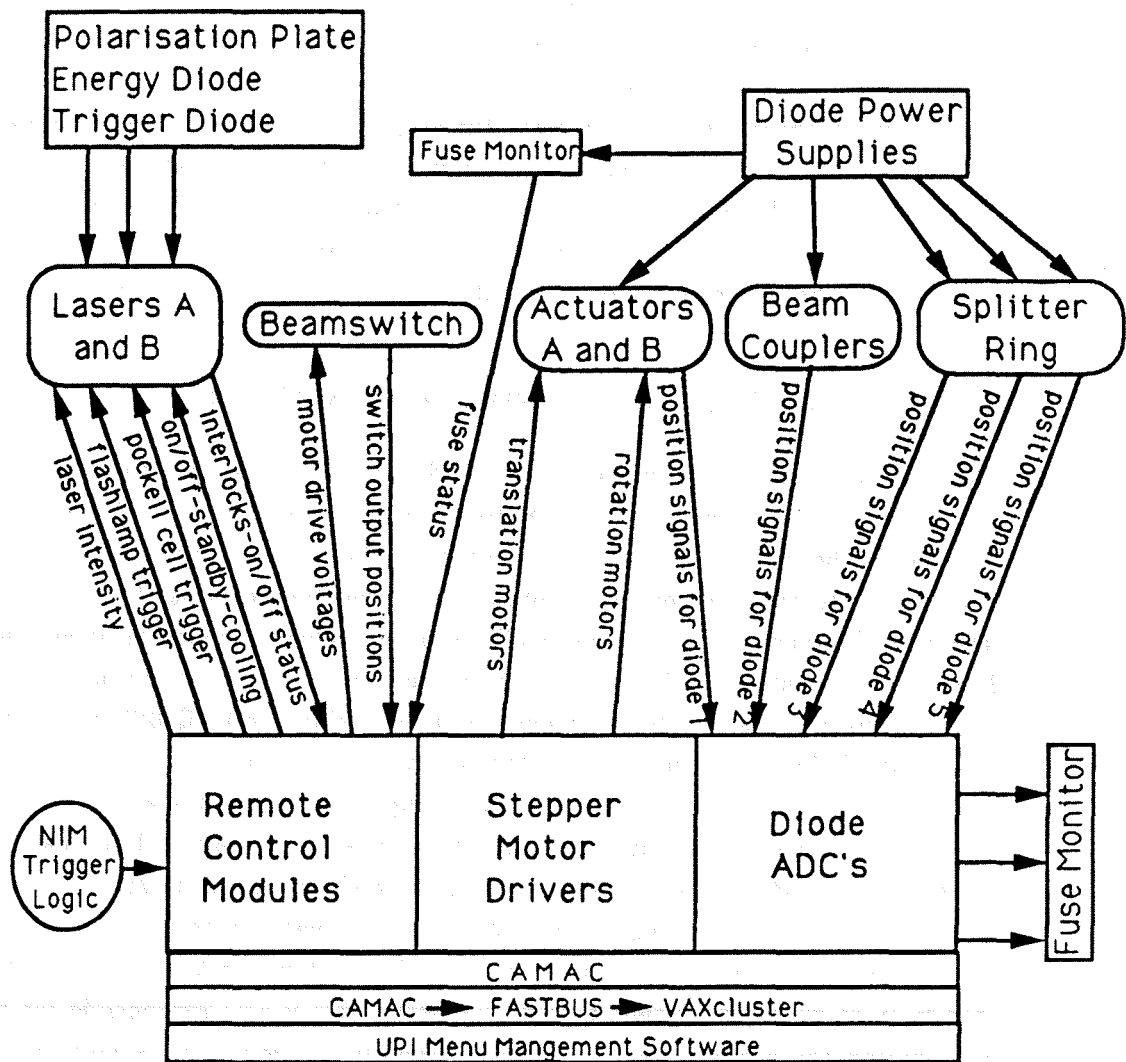 Polarisation Plate
Energy Diode
Trigger Diode
Fuse Monitor
Diode Power
Supplies
Lasers A
and B
Beamswitch
Actuators
A and B
Beam
Couplers
Splitter
Ring
laser intensity
flashlamp trigger
pockell cell trigger
on/off-standby-cooling
interlocks-on/off status
motor drive voltages
switch output positions
fuse status
translation motors
rotation motors
position signals for diode 1
position signals for diode 2
position signals for diode 3
position signals for diode 4
position signals for diode 5
NIM
Trigger
Logic
Remote
Control
Modules
Stepper
Motor
Drivers
Diode
ADC's
Fuse Monitor
CAMAC
CAMAC FASTBUS VAXcluster
UPI Menu Mangement Software